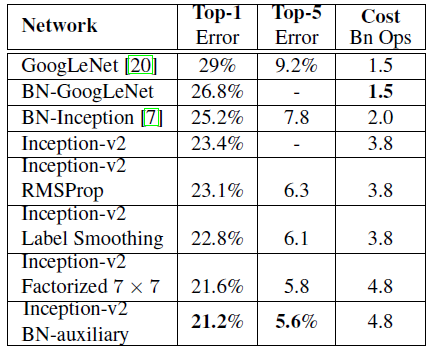 Network Top-1 Error Top-5 Error Cost Bn Ops
GoogLeNet [20] 29% 9.2% 1.5
BN-GoogLeNet 26.8% - 1.5
BN-Inception [7] 25.2% 7.8 2.0
Inception-v2 23.4% - 3.8
Inception-v2
RMSProp 23.1% 6.3 3.8
Inception-v2
Label Smoothing 22.8% 6.1 3.8
Inception-v2
Factorized 7 × 7 21.6% 5.8 4.8
Inception-v2
BN-auxiliary 21.2% 5.6% 4.8